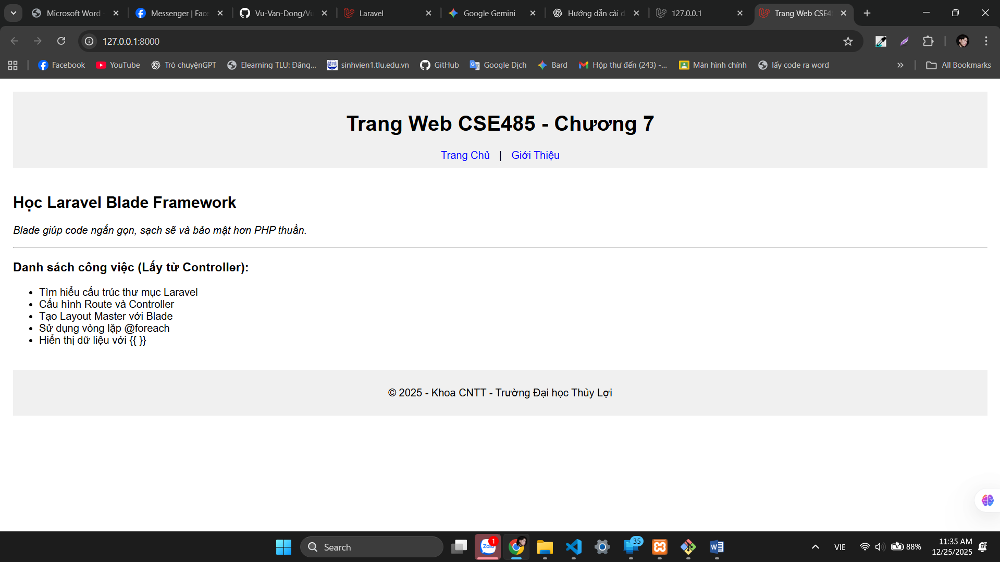 Microsoft Word -
Messenger | Face
Vu-Van-Dong/Vu
Laravel
Google Gemini
Hướng dẫn cài đ
127.0.0.1
Trang Web CSE48
127.0.0.1:8000
Facebook
YouTube
Trò chuyệnGPT
Elearning TLU: Đăng...
sinhvien1.tlu.edu.vn
GitHub
Google Dịch
Bard
Hộp thư đến (243) -...
Màn hình chính
lấy code ra word
All Bookmarks
Trang Web CSE485 - Chương 7
Trang Chủ | Giới Thiệu
Học Laravel Blade Framework
Blade giúp code ngắn gọn, sạch sẽ và bảo mật hơn PHP thuần.
Danh sách công việc (Lấy từ Controller):
• Tìm hiểu cấu trúc thư mục Laravel
• Cấu hình Route và Controller
• Tạo Layout Master với Blade
• Sử dụng vòng lặp @foreach
• Hiển thị dữ liệu với {{ }}
© 2025 - Khoa CNTT - Trường Đại học Thủy Lợi
Search
Zalo
1
35
VIE
88%
11:35 AM
12/25/2025